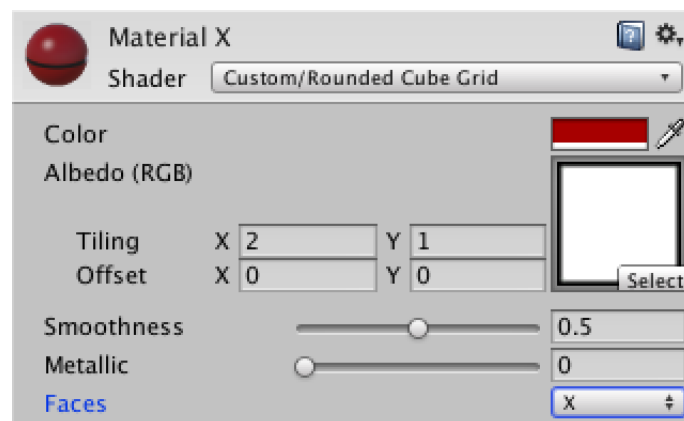 Material X
Shader Custom/Rounded Cube Grid
Color
Albedo (RGB)
Tiling X 2 Y 1
Offset X 0 Y 0
Select
Smoothness 0.5
Metallic 0
Faces X